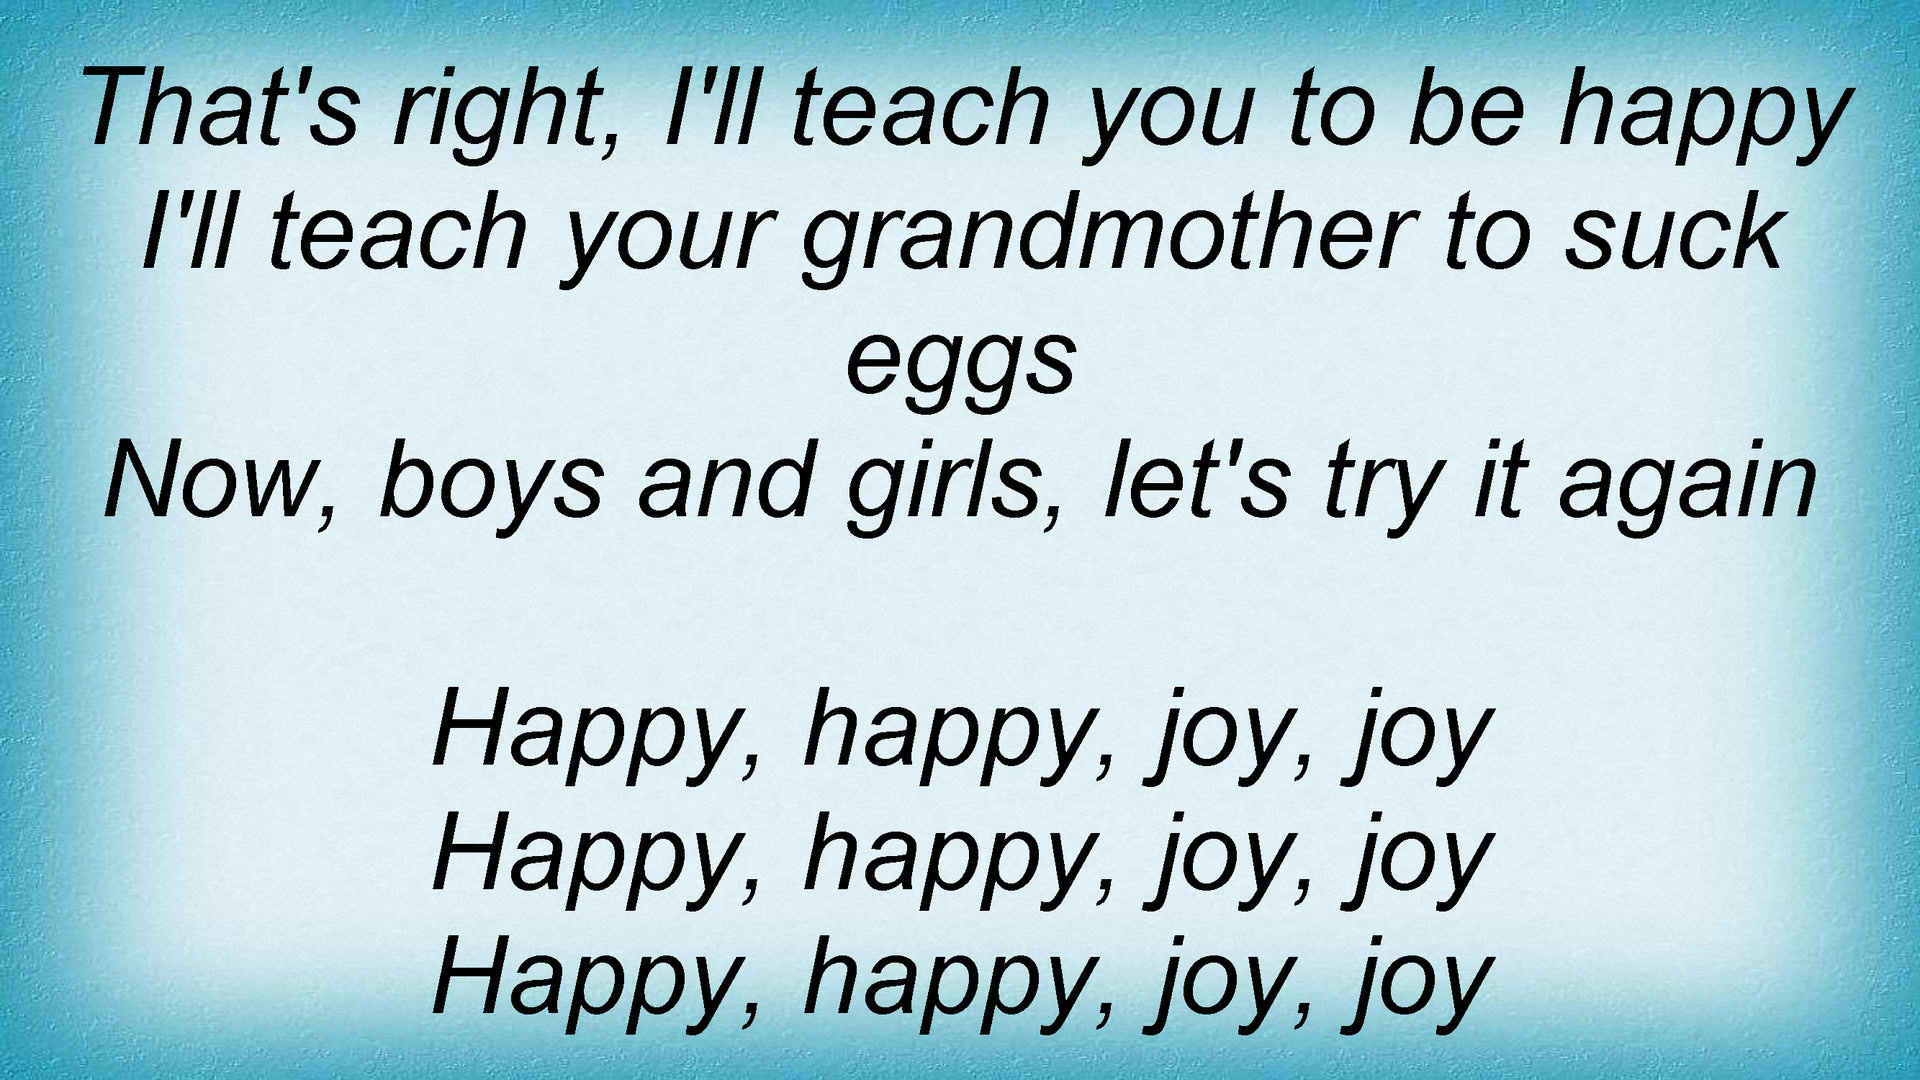 That's right, I'll teach you to be happy
I'll teach your grandmother to suck
eggs
Now, boys and girls, let's try it again
Happy, happy, joy, joy
Happy, happy, joy, joy
Happy, happy, joy, joy